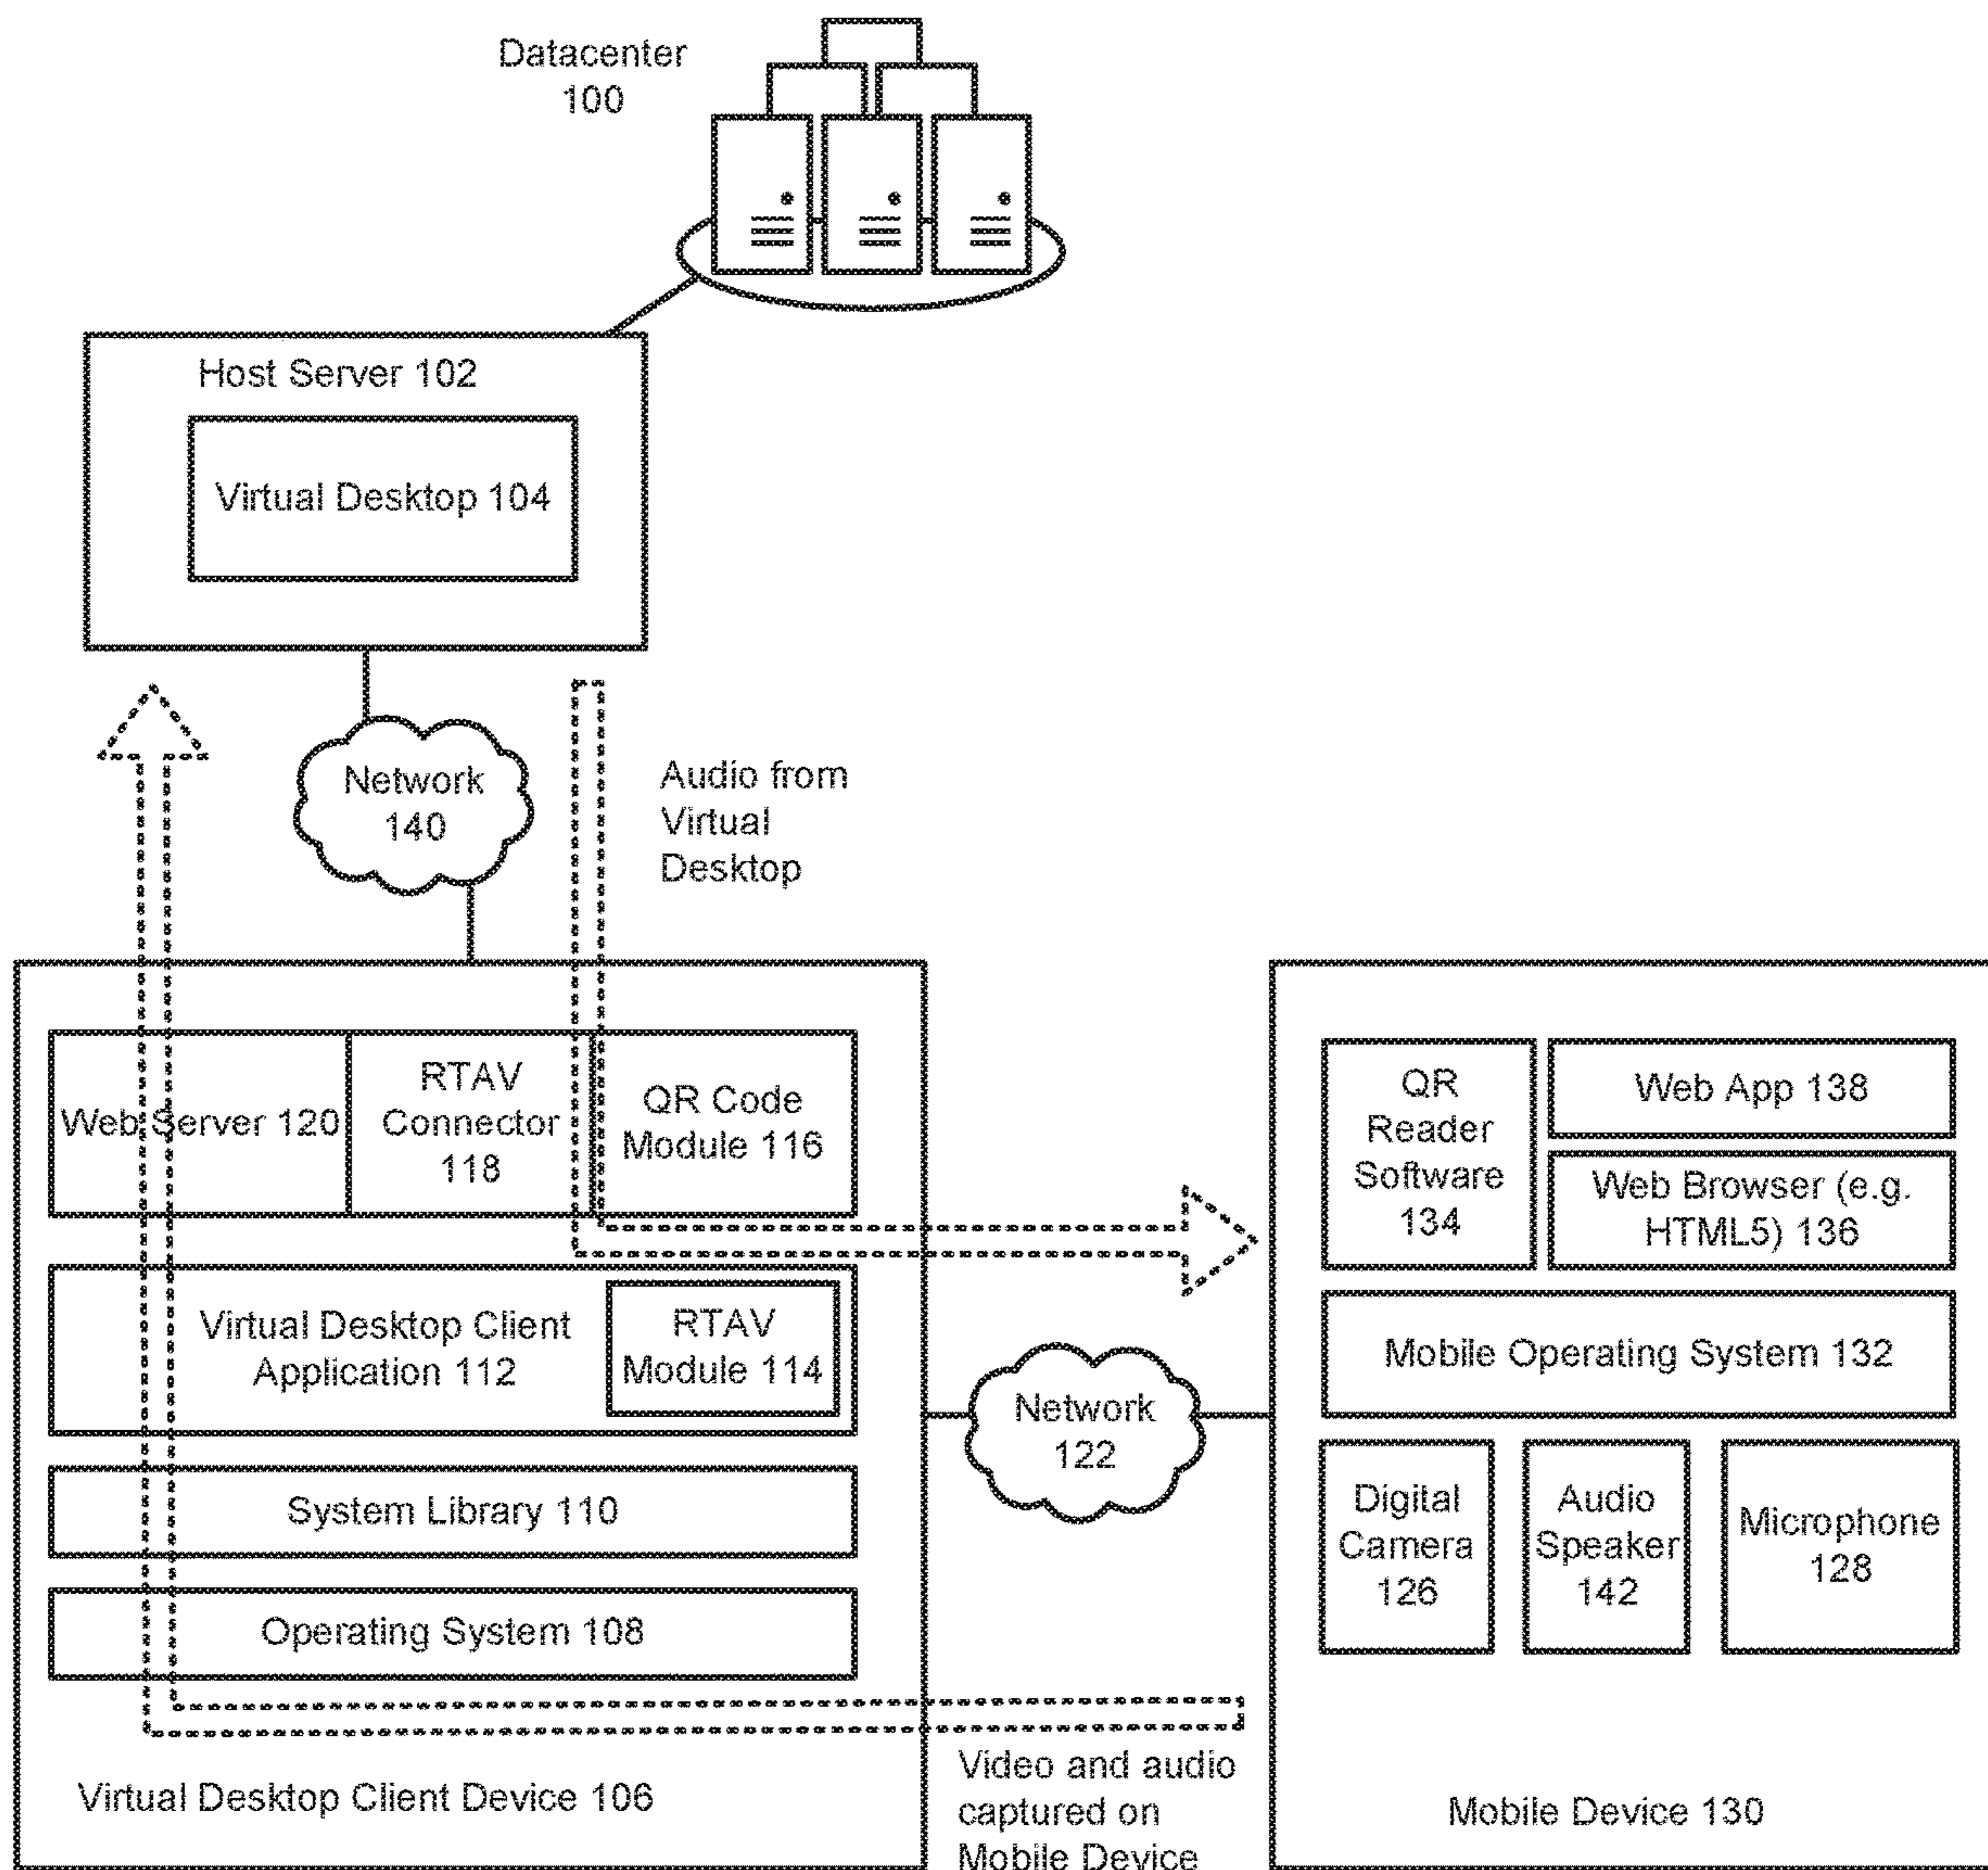 Datacenter
100
Host Server 102
Virtual Desktop 104
Network
140
Audio from
Virtual
Desktop
Web Server 120
RTAV
Connector
118
QR Code
Module 116
Virtual Desktop Client
Application 112
RTAV
Module 114
System Library 110
Operating System 108
Virtual Desktop Client Device 106
Network
122
Video and audio
captured on
Mobile Device
QR
Reader
Software
134
Web App 138
Web Browser (e.g.
HTML5) 136
Mobile Operating System 132
Digital
Camera
126
Audio
Speaker
142
Microphone
128
Mobile Device 130